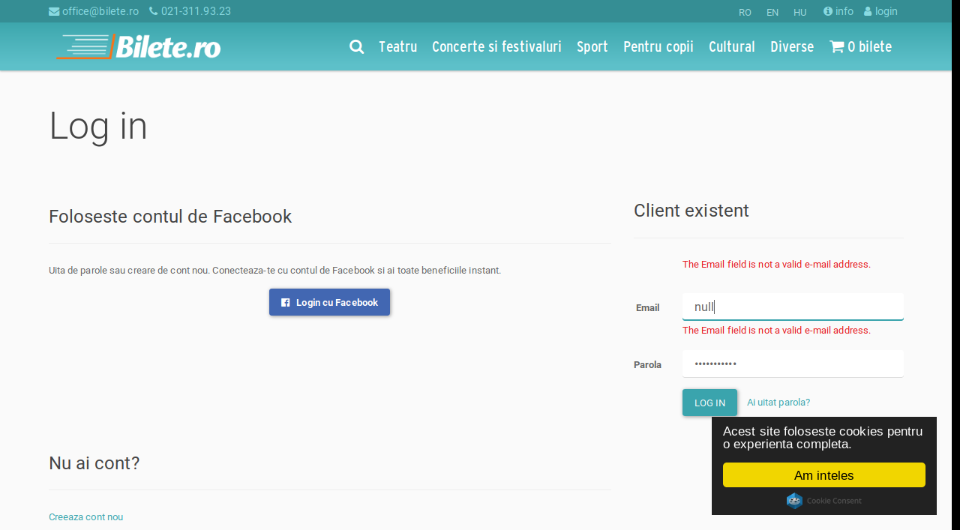 office@bilete.ro 021-311.93.23 RO EN HU info login
Bilete.ro Teatru Concerte si festivaluri Sport Pentru copii Cultural Diverse 0 bilete
Log in
Foloseste contul de Facebook
Uita de parole sau creare de cont nou. Conecteaza-te cu contul de Facebook si ai toate beneficiile instant.
Login cu Facebook
Nu ai cont?
Creeaza cont nou
Client existent
The Email field is not a valid e-mail address.
Email null
The Email field is not a valid e-mail address.
Parola •••••••••••
LOG IN Ai uitat parola?
Acest site foloseste cookies pentru
o experienta completa.
Am inteles
Cookie Consent